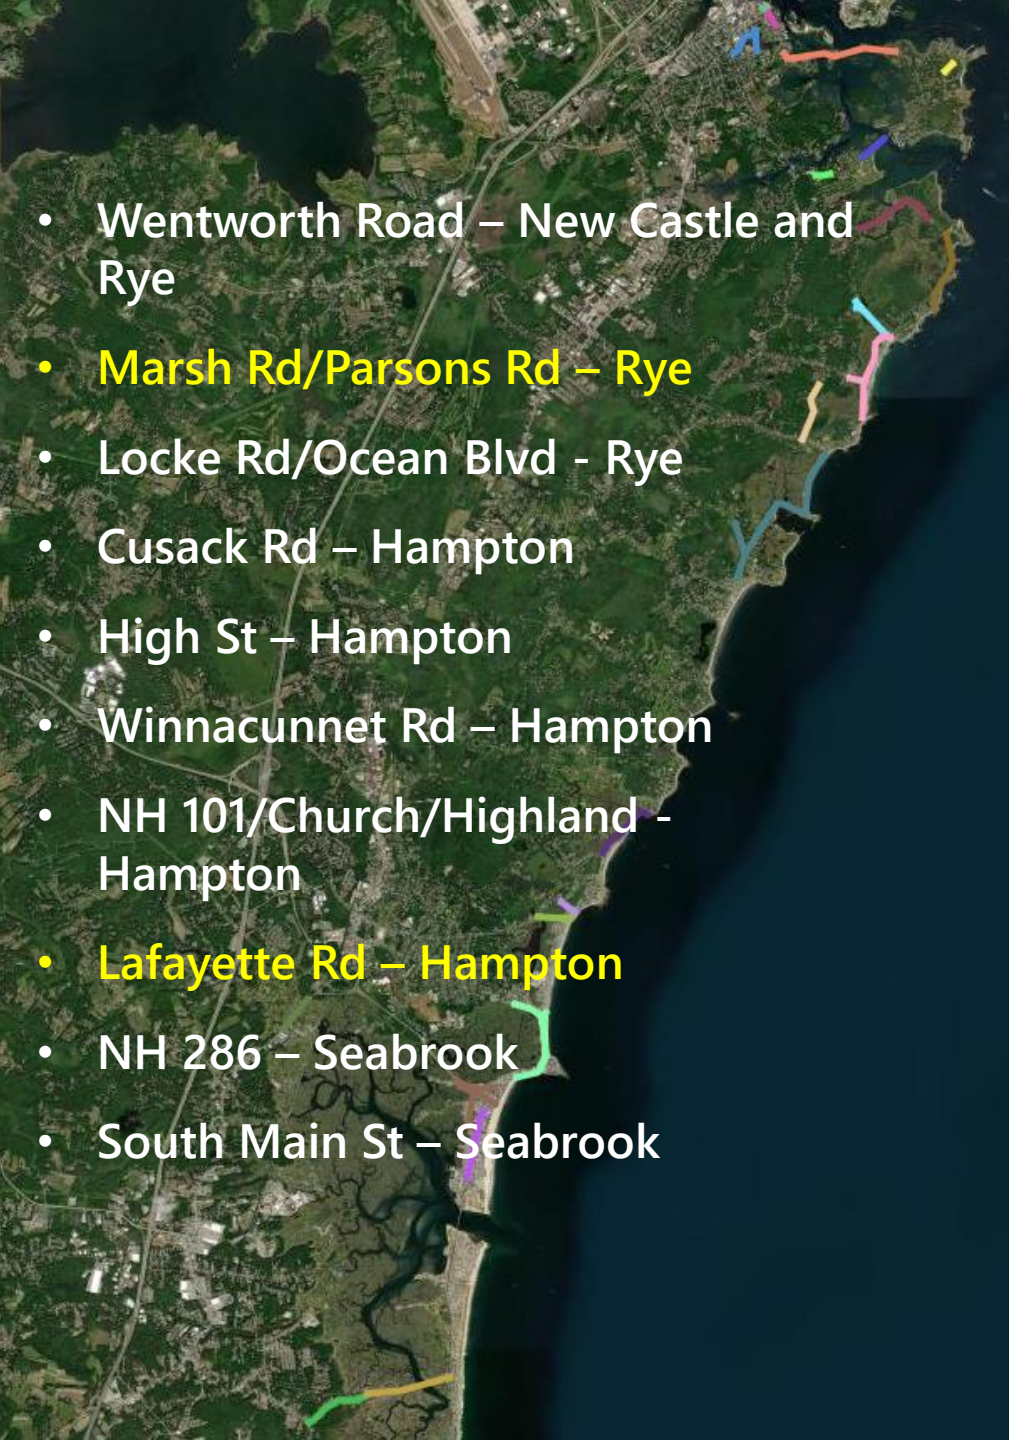 • Wentworth Road – New Castle and
Rye
• Marsh Rd/Parsons Rd – Rye
• Locke Rd/Ocean Blvd - Rye
• Cusack Rd – Hampton
• High St – Hampton
• Winnacunnet Rd – Hampton
• NH 101/Church/Highland -
Hampton
• Lafayette Rd – Hampton
• NH 286 – Seabrook
• South Main St – Seabrook